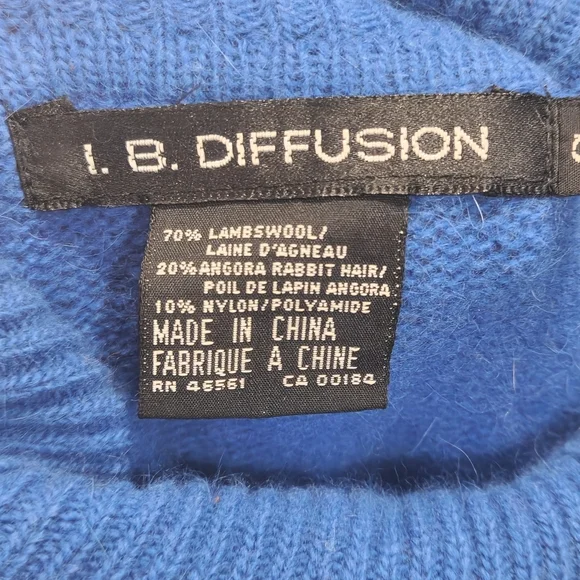 I. B. DIFFUSION
70% LAMBSWOOL/
LAINE D'AGNEAU
20% ANGORA RABBIT HAIR/
POIL DE LAPIN ANGORA
10% NYLON/POLYAMIDE
MADE IN CHINA
FABRIQUE A CHINE
RN 46561 CA 00184